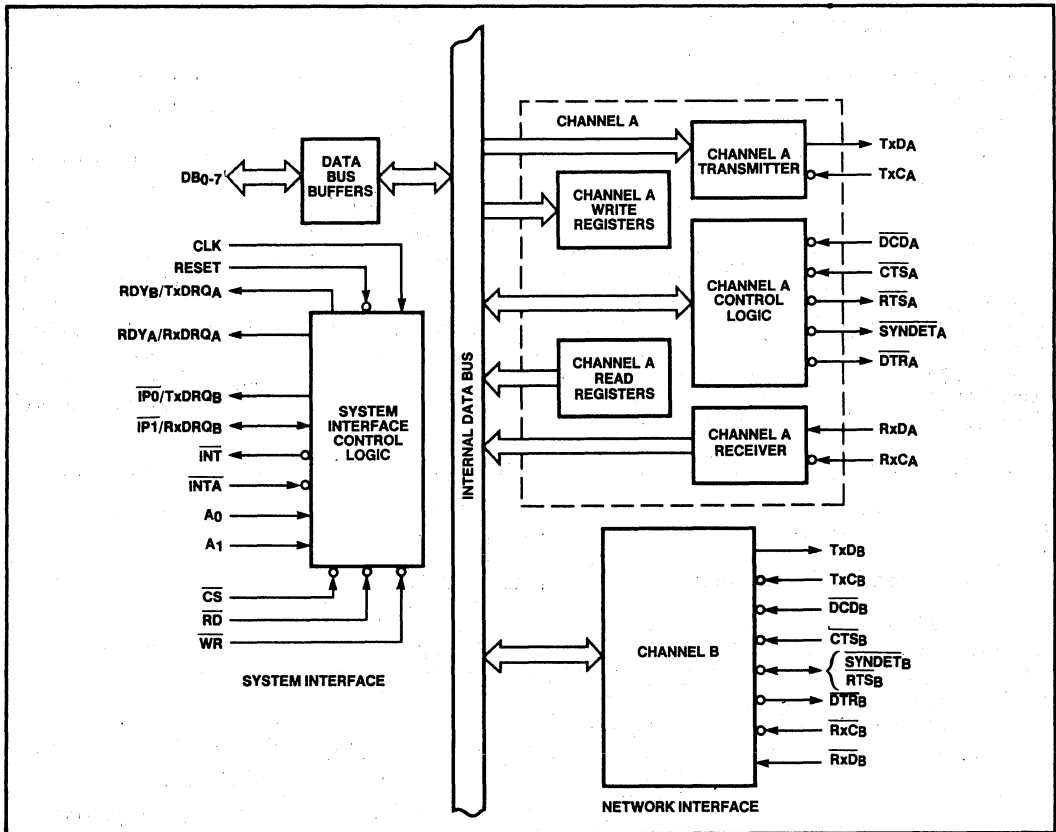 DATA
BUS
BUFFERS
DB0-7
CLK
RESET
RDYB/TxDRQA
RDYA/RxDRQA
IP0/TxDRQB
IP1/RxDRQB
INT
INTA
A0
A1
CS
RD
WR
SYSTEM
INTERFACE
CONTROL
LOGIC
SYSTEM INTERFACE
INTERNAL DATA BUS
CHANNEL A
CHANNEL A
TRANSMITTER
TxDA
TxCA
CHANNEL A
WRITE
REGISTERS
CHANNEL A
CONTROL
LOGIC
DCDA
CTSA
RTSA
SYNDETA
DTRA
CHANNEL A
READ
REGISTERS
CHANNEL A
RECEIVER
RxDA
RxCA
CHANNEL B
TxDB
TxCB
DCDB
CTSB
SYNDETB
RTSB
DTRB
RxCB
RxDB
NETWORK INTERFACE